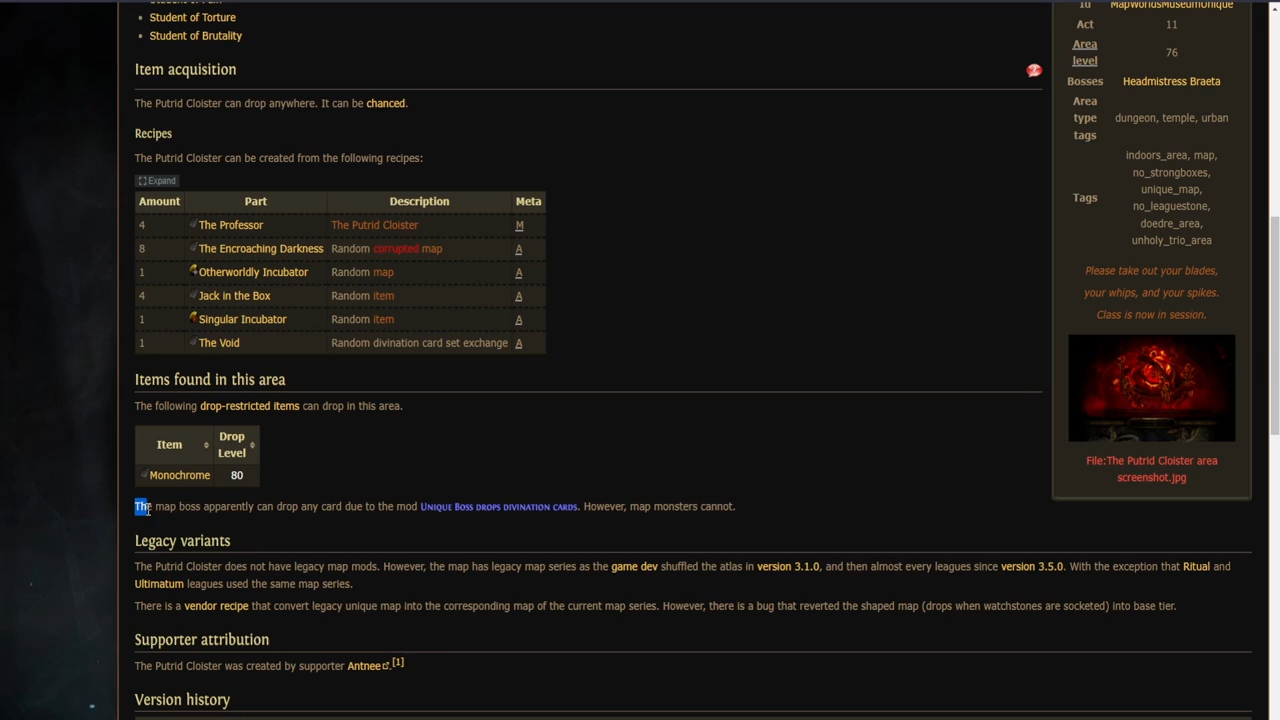 Student of Torture
Student of Brutality
Item acquisition
The Putrid Cloister can drop anywhere. It can be chanced.
Recipes
The Putrid Cloister can be created from the following recipes:
Expand
Amount Part Description Meta
4 The Professor The Putrid Cloister M
8 The Encroaching Darkness Random corrupted map A
1 Otherworldly Incubator Random map A
4 Jack in the Box Random item A
1 Singular Incubator Random item A
1 The Void Random divination card set exchange A
Items found in this area
The following drop-restricted items can drop in this area.
Item Drop Level
Monochrome 80
The map boss apparently can drop any card due to the mod Unique Boss drops divination cards. However, map monsters cannot.
Legacy variants
The Putrid Cloister does not have legacy map mods. However, the map has legacy map series as the game dev shuffled the atlas in version 3.1.0, and then almost every leagues since version 3.5.0. With the exception that Ritual and
Ultimatum leagues used the same map series.
There is a vendor recipe that convert legacy unique map into the corresponding map of the current map series. However, there is a bug that reverted the shaped map (drops when watchstones are socketed) into base tier.
Supporter attribution
The Putrid Cloister was created by supporter Antnee.[1]
Version history
Id MapWorldsMuseumUnique
Act 11
Area level 76
Bosses Headmistress Braeta
Area type tags dungeon, temple, urban
Tags indoors_area, map,
no_strongboxes,
unique_map,
no_leaguestone,
doedre_area,
unholy_trio_area
Please take out your blades,
your whips, and your spikes.
Class is now in session.
File:The Putrid Cloister area
screenshot.jpg